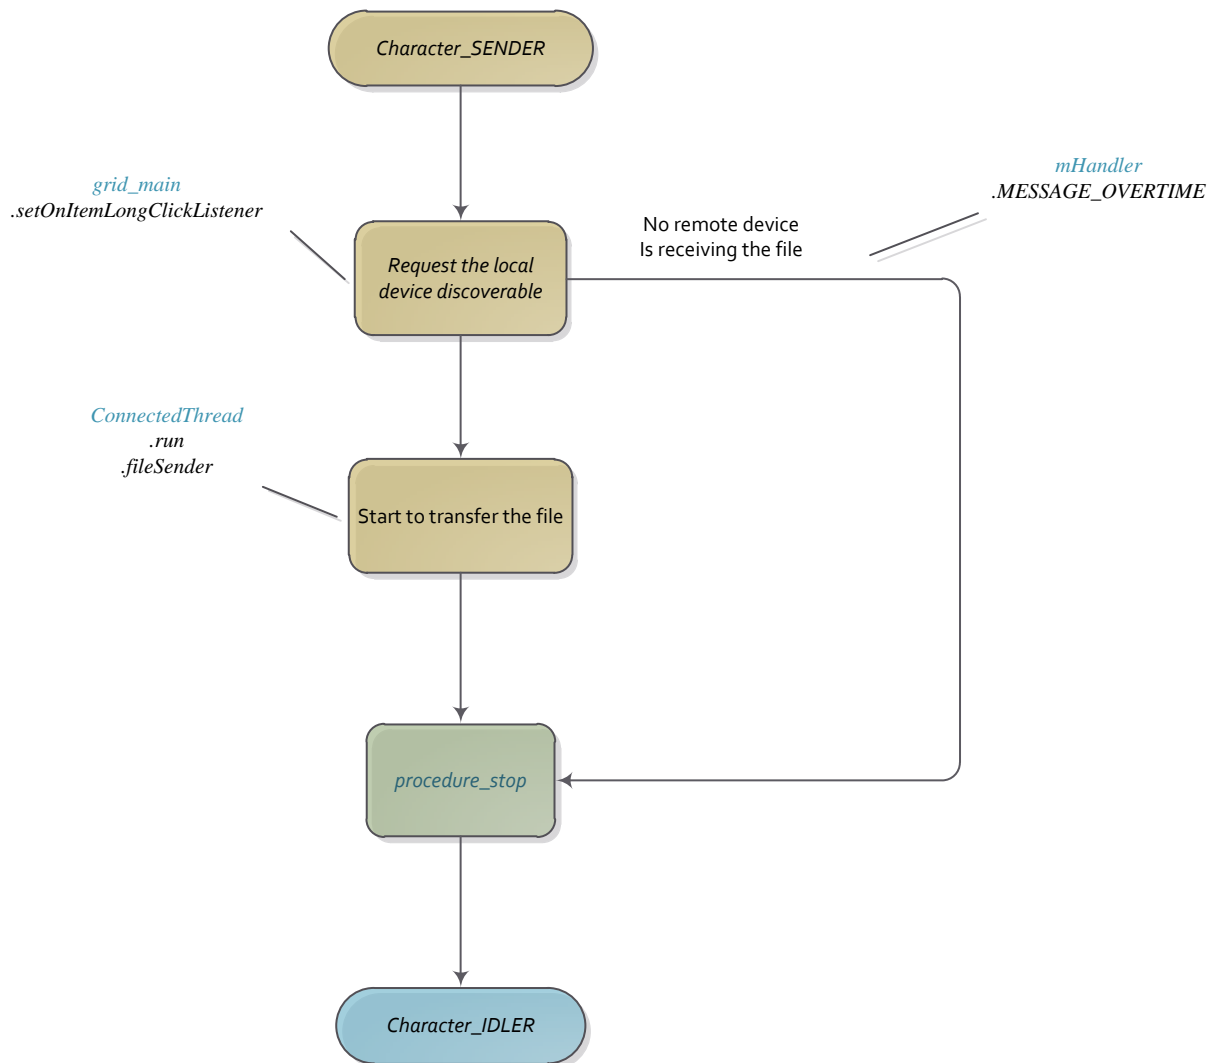 Character_SENDER
grid_main
.setOnItemLongClickListener
mHandler
.MESSAGE_OVERTIME
No remote device
Is receiving the file
Request the local
device discoverable
ConnectedThread
.run
.fileSender
Start to transfer the file
procedure_stop
Character_IDLER